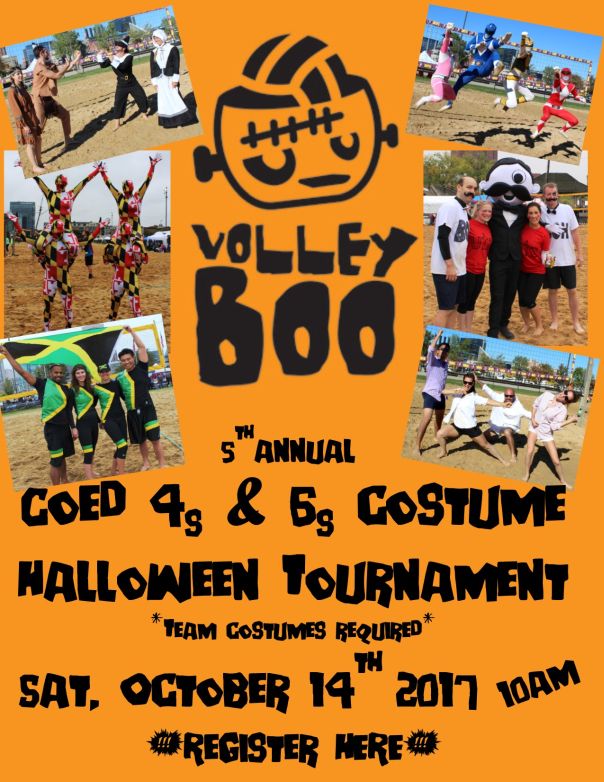 VOLLEY
BOO
5TH ANNUAL
COED 4s & 6s COSTUME
HALLOWEEN TOURNAMENT
*TEAM COSTUMES REQUIRED*
SAT, OCTOBER 14TH 2017 10AM
!!!REGISTER HERE!!!